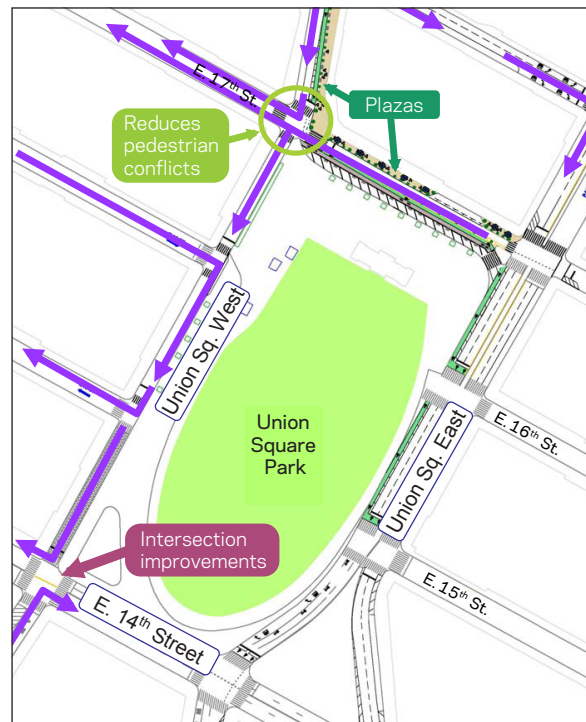 E. 17th St.
Plazas
Reduces
pedestrian
conflicts
Union Sq. West
Union
Square
Park
Union Sq. East
E. 16th St.
Intersection
improvements
E. 15th St.
E. 14th Street